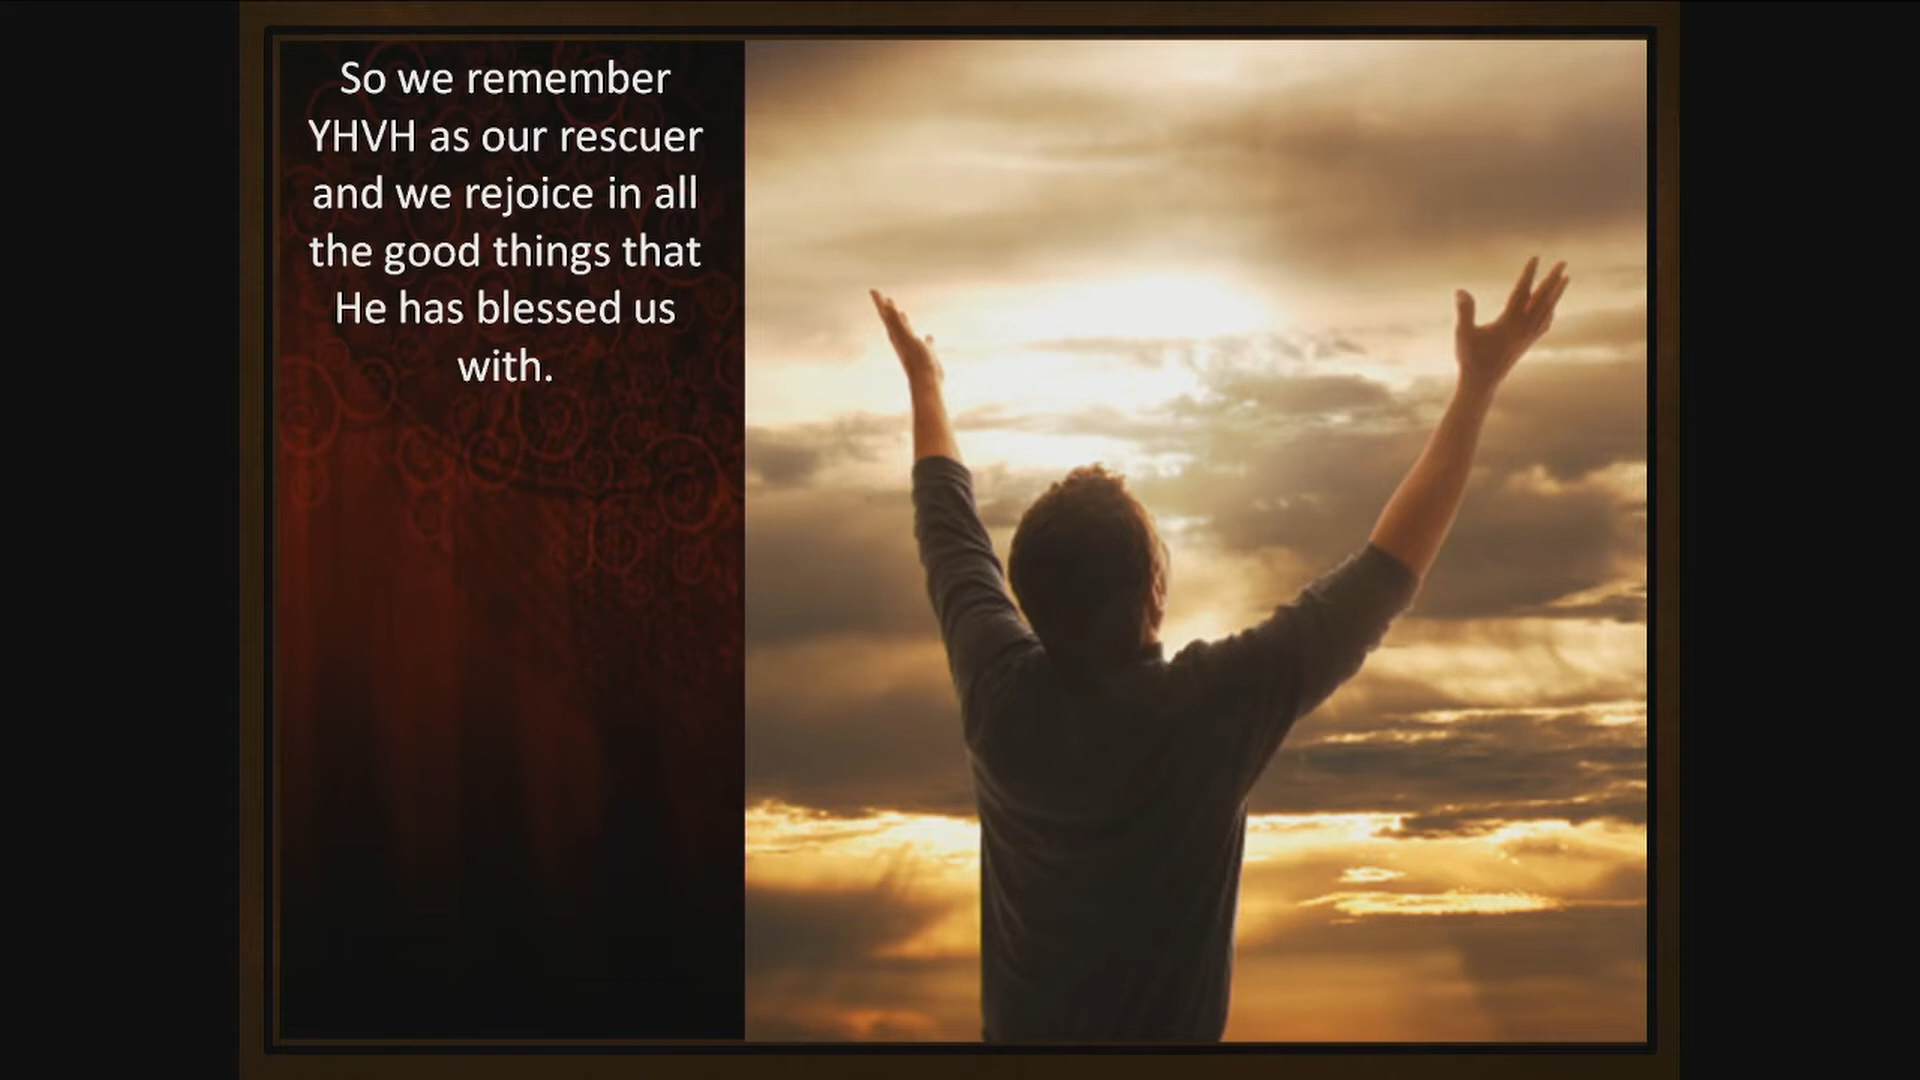 So we remember
YHVH as our rescuer
and we rejoice in all
the good things that
He has blessed us
with.